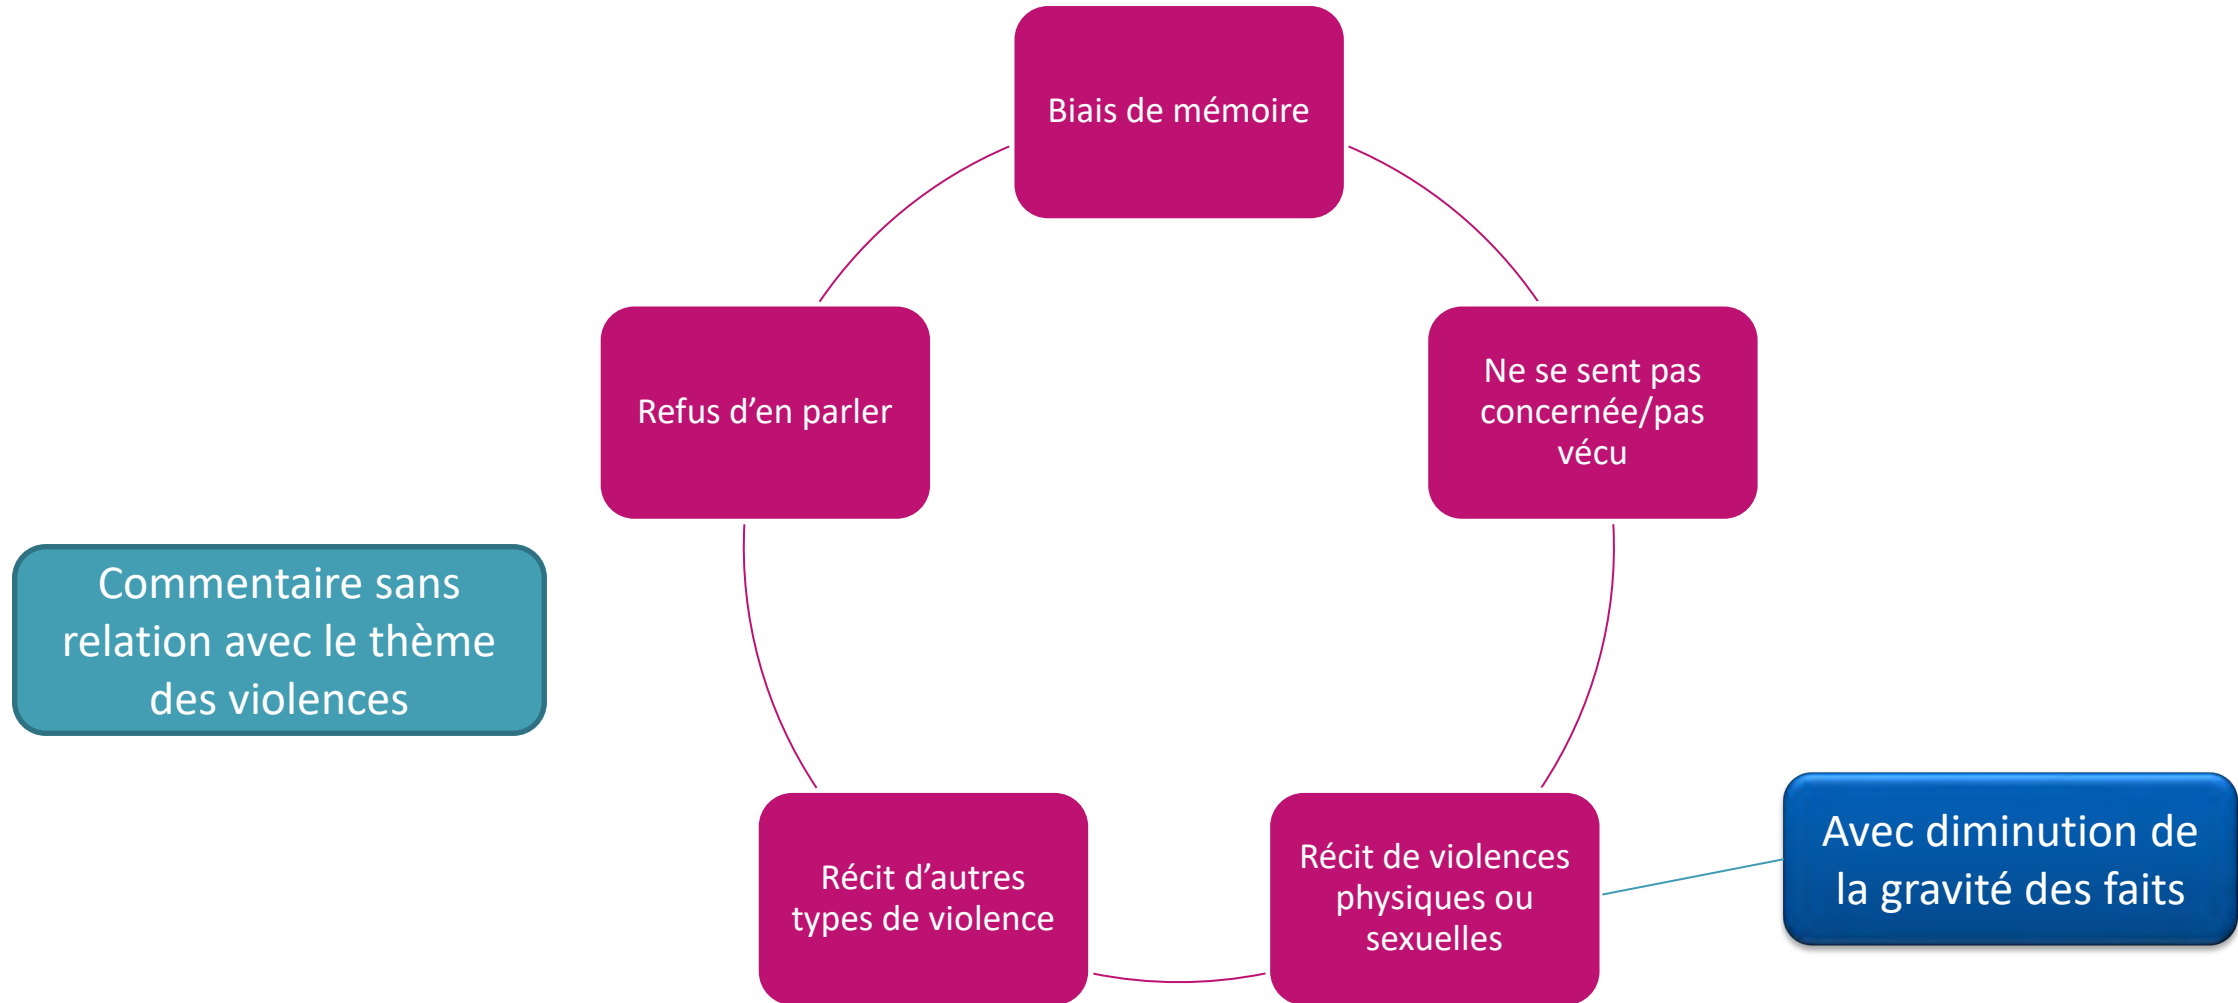 Biais de mémoire
Ne se sent pas
concernée/pas
vécu
Refus d’en parler
Commentaire sans
relation avec le thème
des violences
Récit d’autres
types de violence
Récit de violences
physiques ou
sexuelles
Avec diminution de
la gravité des faits